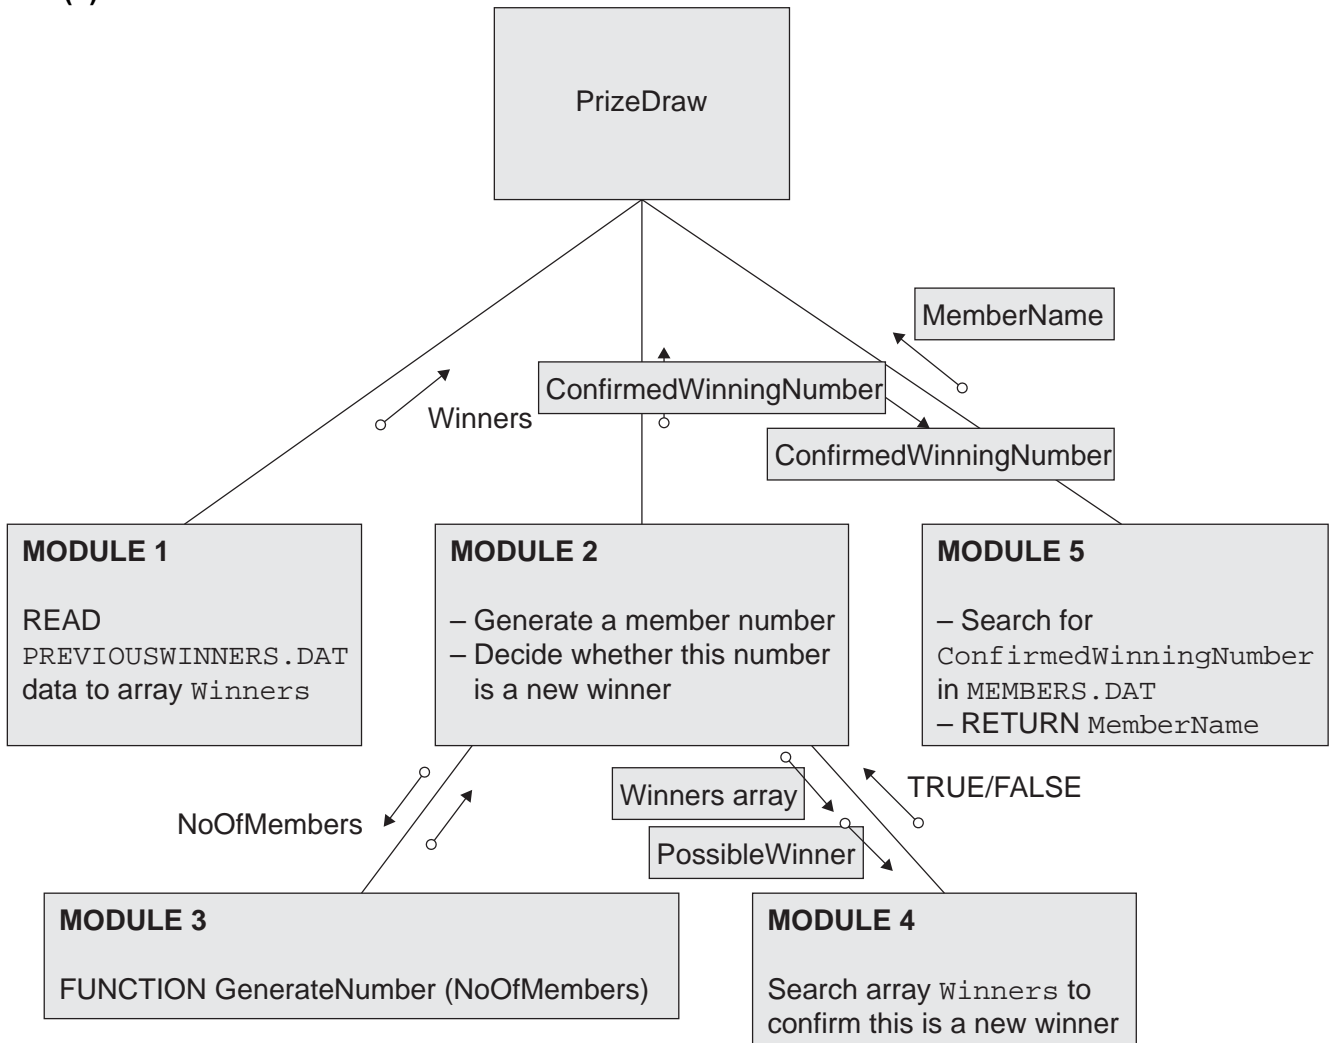 PrizeDraw
MemberName
ConfirmedWinningNumber
Winners
ConfirmedWinningNumber
MODULE 1
READ
PREVIOUSWINNERS.DAT
data to array Winners
MODULE 2
– Generate a member number
– Decide whether this number
is a new winner
MODULE 5
– Search for
ConfirmedWinningNumber
in MEMBERS.DAT
– RETURN MemberName
NoOfMembers
Winners array
TRUE/FALSE
PossibleWinner
MODULE 3
FUNCTION GenerateNumber (NoOfMembers)
MODULE 4
Search array Winners to
confirm this is a new winner